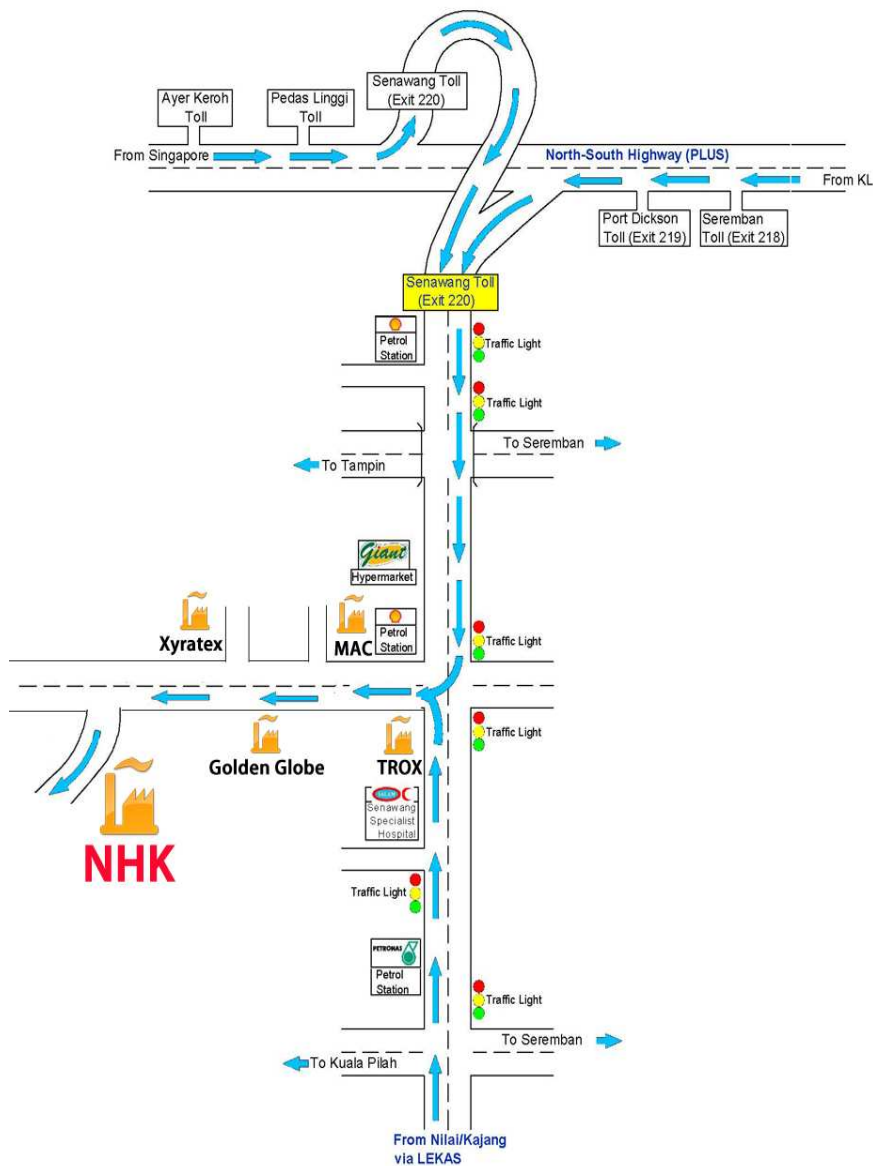 Senawang Toll
(Exit 220)
Ayer Keroh
Toll
Pedas Linggi
Toll
From Singapore
North-South Highway (PLUS)
From KL
Port Dickson
Toll (Exit 219)
Seremban
Toll (Exit 218)
Senawang Toll
(Exit 220)
Petrol
Station
Traffic Light
Traffic Light
To Seremban
To Tampin
Giant
Hypermarket
Xyratex
MAC
Petrol
Station
Traffic Light
Traffic Light
Golden Globe
TROX
Senawang
Specialist
Hospital
NHK
Traffic Light
PETRONAS
Petrol
Station
Traffic Light
To Seremban
To Kuala Pilah
From Nilai/Kajang
via LEKAS